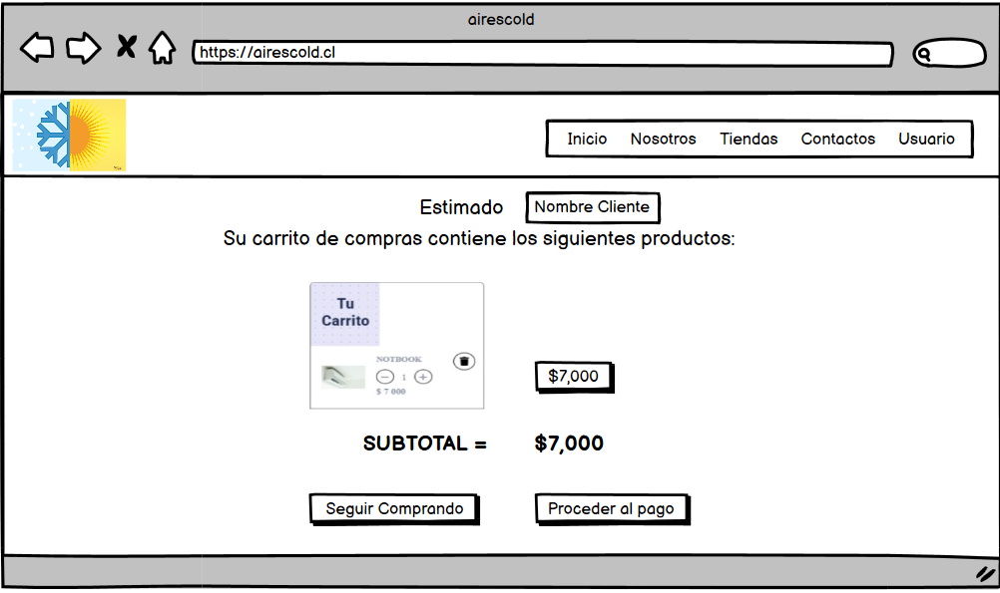 airescold
https://airescold.cl
Inicio Nosotros Tiendas Contactos Usuario
Estimado Nombre Cliente
Su carrito de compras contiene los siguientes productos:
Tu
Carrito
NOTBOOK
1
$ 7 000
$7,000
SUBTOTAL = $7,000
Seguir Comprando Proceder al pago